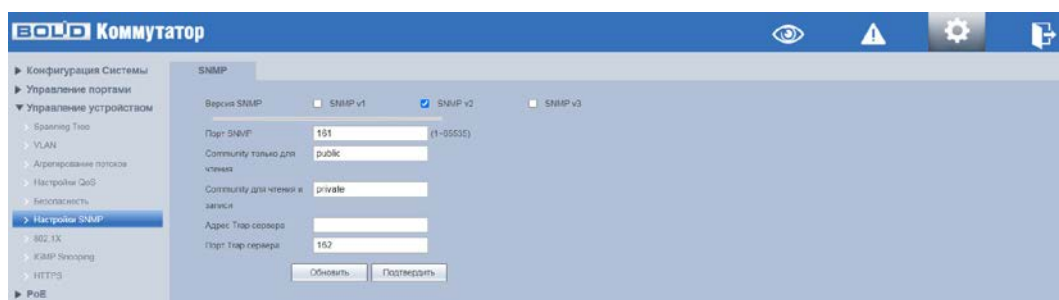 BOLID Коммутатор
Конфигурация Системы
Управление портами
Управление устройством
Spanning Tree
VLAN
Агрегирование потоков
Настройки QoS
Безопасность
Настройки SNMP
802.1X
IGMP Snooping
HTTPS
PoE
SNMP
Версия SNMP SNMP v1 SNMP v2 SNMP v3
Порт SNMP 161 (1~65535)
Community только для
чтения
public
Community для чтения и
записи
private
Адрес Trap сервера
Порт Trap сервера 162
Обновить Подтвердить